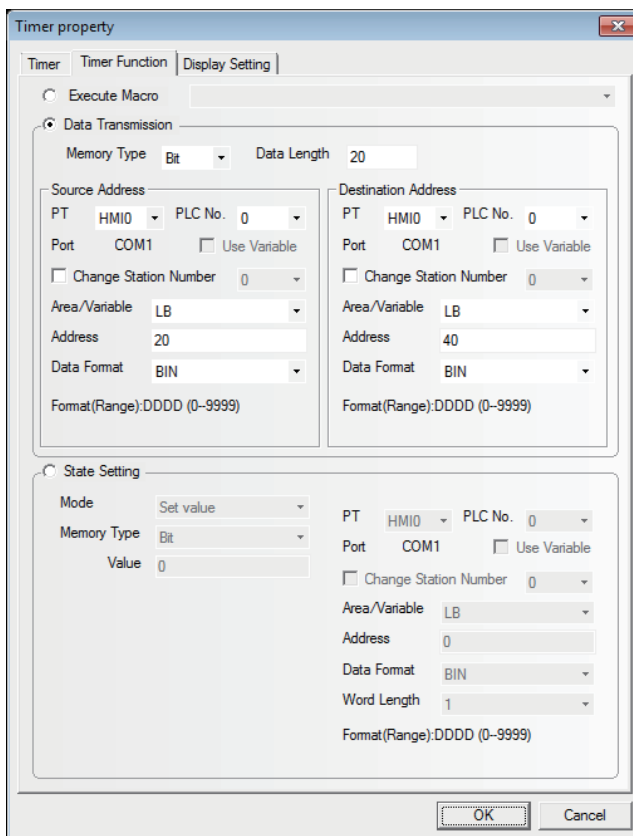 Timer property
Timer Timer Function Display Setting
Execute Macro
Data Transmission
Memory Type Bit Data Length 20
Source Address
PT HMI0 PLC No. 0
Port COM1 Use Variable
Change Station Number 0
Area/Variable LB
Address 20
Data Format BIN
Format(Range):DDDD (0--9999)
Destination Address
PT HMI0 PLC No. 0
Port COM1 Use Variable
Change Station Number 0
Area/Variable LB
Address 40
Data Format BIN
Format(Range):DDDD (0--9999)
State Setting
Mode Set value
Memory Type Bit
Value 0
PT HMI0 PLC No. 0
Port COM1 Use Variable
Change Station Number 0
Area/Variable LB
Address 0
Data Format BIN
Word Length 1
Format(Range):DDDD (0--9999)
OK Cancel